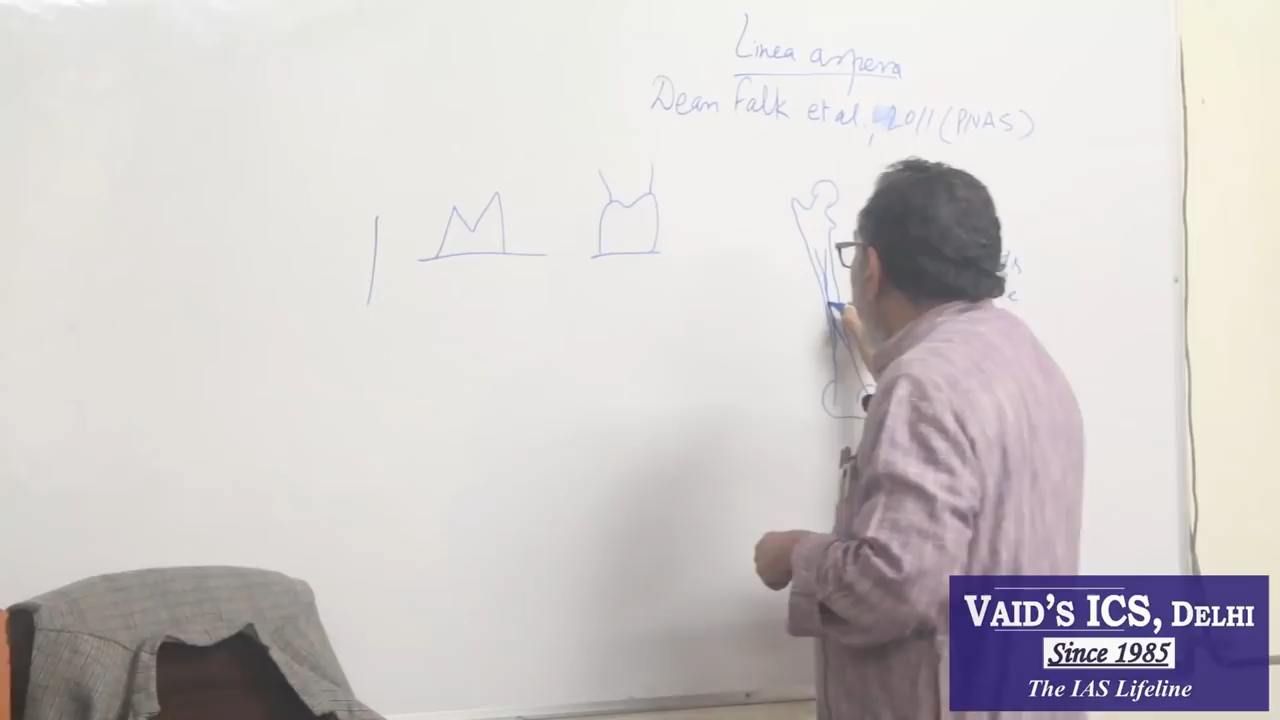 Linea aspera
Dean Falk et al., 2011 (PNAS)
VAID'S ICS, DELHI
Since 1985
The IAS Lifeline